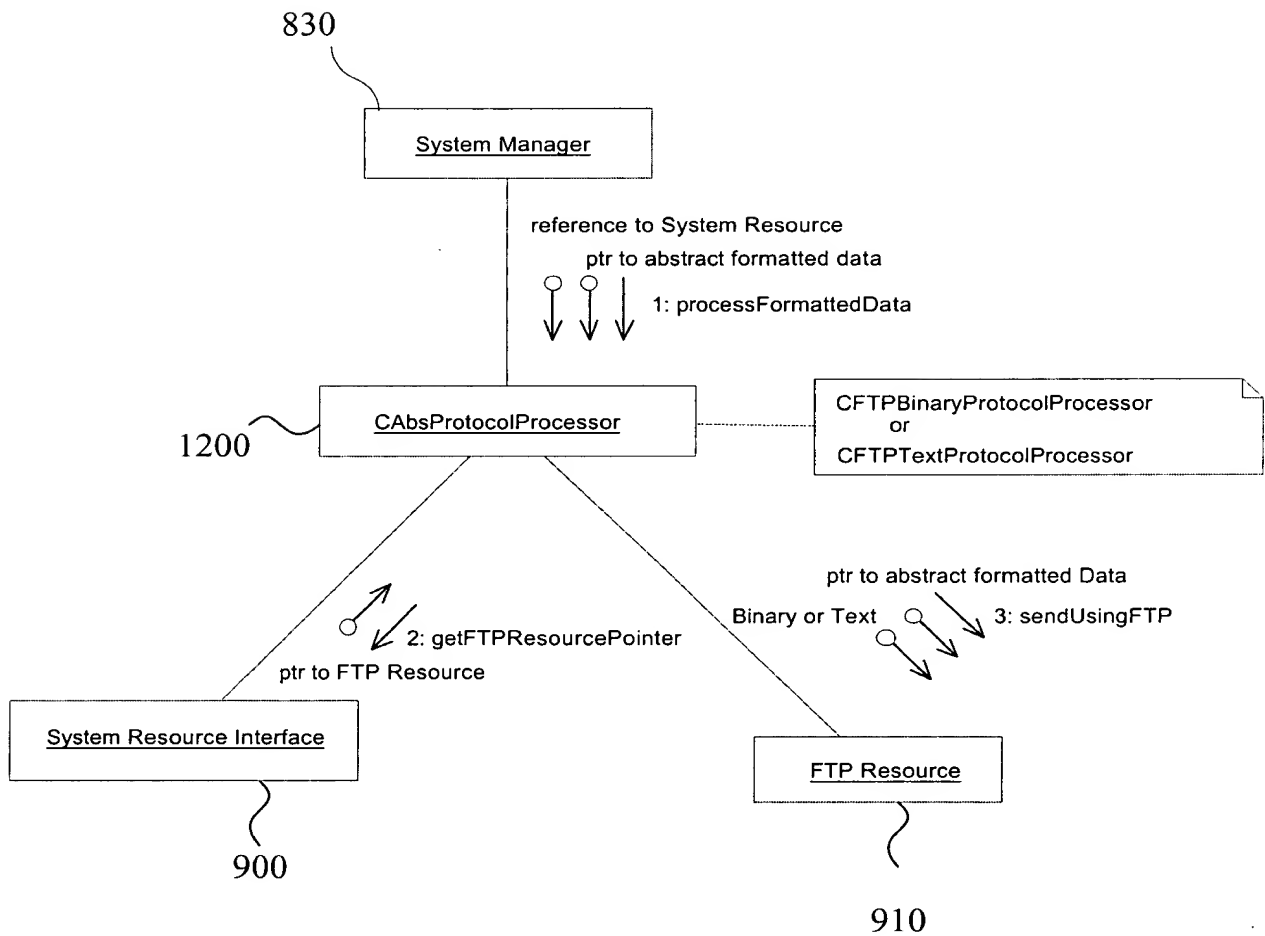 830
System Manager
reference to System Resource
ptr to abstract formatted data
1: processFormattedData
CAbsProtocolProcessor
1200
CFTPBinaryProtocolProcessor
or
CFTPTextProtocolProcessor
ptr to abstract formatted Data
Binary or Text
3: sendUsingFTP
2: getFTPResourcePointer
ptr to FTP Resource
System Resource Interface
FTP Resource
900
910